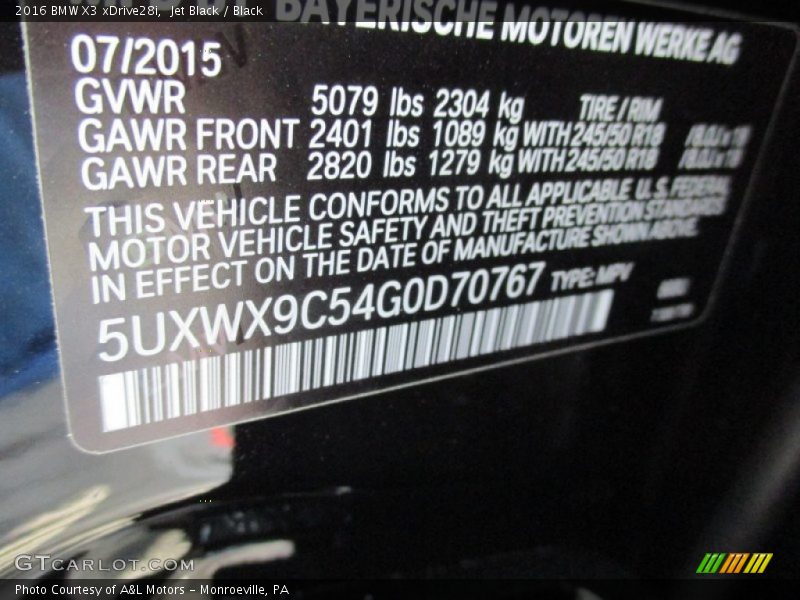 2016 BMW X3 xDrive28i, Jet Black / Black
BAYERISCHE MOTOREN WERKE AG
07/2015
GVWR 5079 lbs 2304 kg TIRE / RIM
GAWR FRONT 2401 lbs 1089 kg WITH 245/50 R18
GAWR REAR 2820 lbs 1279 kg WITH 245/50 R18
THIS VEHICLE CONFORMS TO ALL APPLICABLE U.S. FEDERAL
MOTOR VEHICLE SAFETY AND THEFT PREVENTION STANDARDS
IN EFFECT ON THE DATE OF MANUFACTURE SHOWN ABOVE.
5UXWX9C54G0D70767 TYPE: MPV
GTCARLOT.COM
Photo Courtesy of A&L Motors - Monroeville, PA